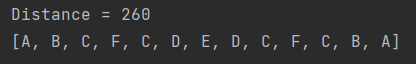 Distance = 260
[A, B, C, F, C, D, E, D, C, F, C, B, A]